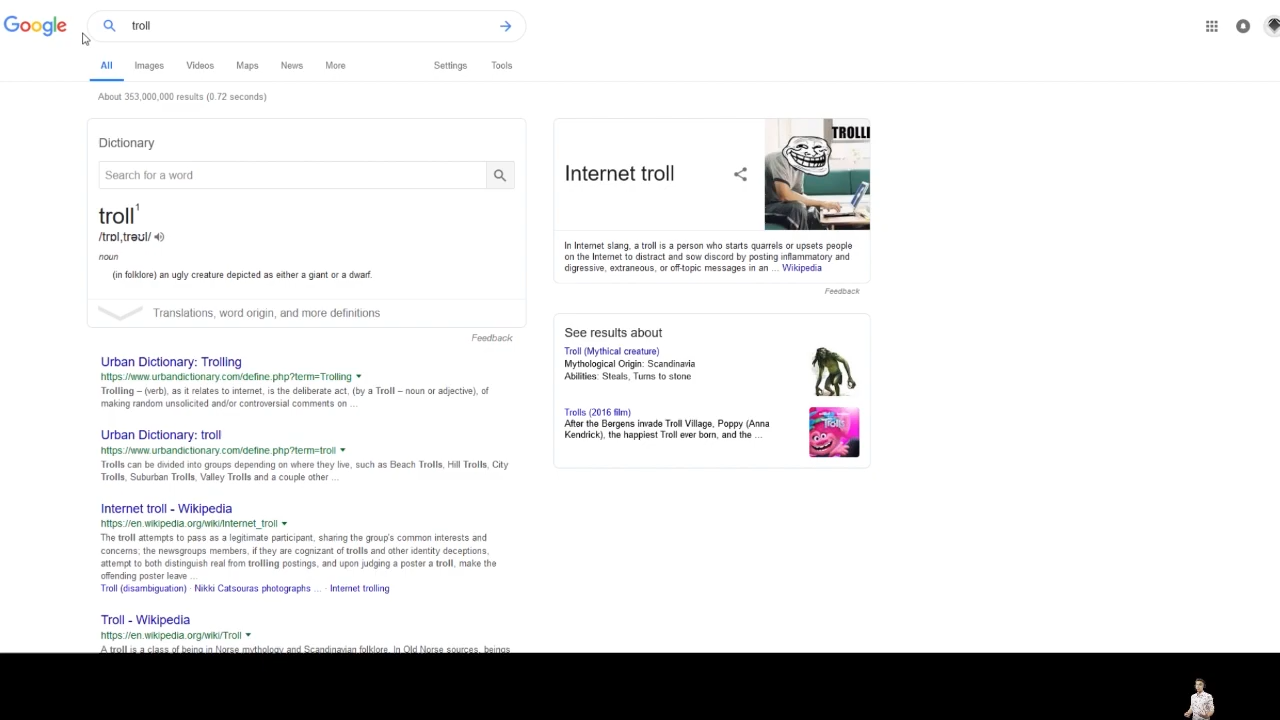 Google
troll
All
Images
Videos
Maps
News
More
Settings
Tools
About 353,000,000 results (0.72 seconds)
Dictionary
Search for a word
troll¹
/trɒl,trəʊl/
noun
(in folklore) an ugly creature depicted as either a giant or a dwarf.
Translations, word origin, and more definitions
Feedback
Urban Dictionary: Trolling
https://www.urbandictionary.com/define.php?term=Trolling
Trolling – (verb), as it relates to internet, is the deliberate act, (by a Troll – noun or adjective), of
making random unsolicited and/or controversial comments on ...
Urban Dictionary: troll
https://www.urbandictionary.com/define.php?term=troll
Trolls can be divided into groups depending on where they live, such as Beach Trolls, Hill Trolls, City
Trolls, Suburban Trolls, Valley Trolls and a couple other ...
Internet troll - Wikipedia
https://en.wikipedia.org/wiki/Internet_troll
The troll attempts to pass as a legitimate participant, sharing the group's common interests and
concerns; the newsgroups members, if they are cognizant of trolls and other identity deceptions,
attempt to both distinguish real from trolling postings, and upon judging a poster a troll, make the
offending poster leave ...
Troll (disambiguation) · Nikki Catsouras photographs ... · Internet trolling
Troll - Wikipedia
https://en.wikipedia.org/wiki/Troll
A troll is a class of being in Norse mythology and Scandinavian folklore. In Old Norse sources, beings
Internet troll
TROLLI
In Internet slang, a troll is a person who starts quarrels or upsets people
on the Internet to distract and sow discord by posting inflammatory and
digressive, extraneous, or off-topic messages in an ... Wikipedia
Feedback
See results about
Troll (Mythical creature)
Mythological Origin: Scandinavia
Abilities: Steals, Turns to stone
Trolls (2016 film)
After the Bergens invade Troll Village, Poppy (Anna
Kendrick), the happiest Troll ever born, and the ...
Trolls